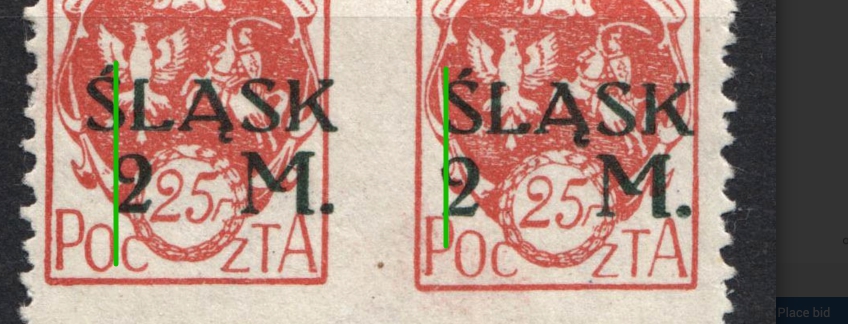 ŚLĄSK ŚLĄSK
2 M. 2 M.
25 25
POCZTA POCZTA
Place bid